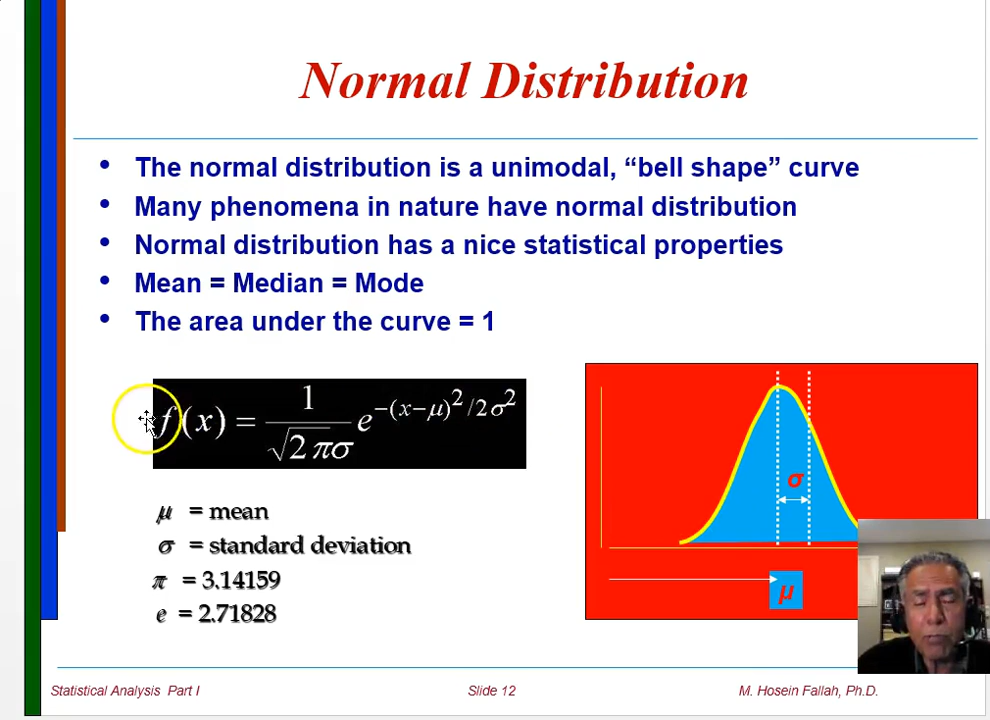 Normal Distribution
• The normal distribution is a unimodal, “bell shape” curve
• Many phenomena in nature have normal distribution
• Normal distribution has a nice statistical properties
• Mean = Median = Mode
• The area under the curve = 1
f(x) = 1/√2πσ e^−(x−μ)²/2σ²
μ = mean
σ = standard deviation
π = 3.14159
e = 2.71828
σ
μ
Statistical Analysis Part I
Slide 12
M. Hosein Fallah, Ph.D.